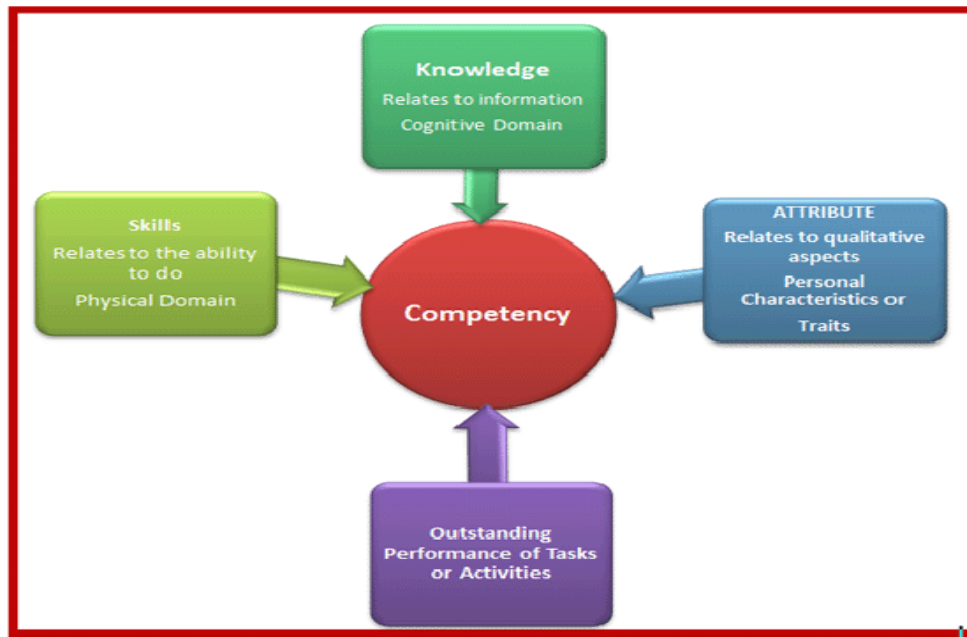 Knowledge
Relates to information
Cognitive Domain
Skills
Relates to the ability
to do
Physical Domain
ATTRIBUTE
Relates to qualitative
aspects
Personal
Characteristics or
Traits
Competency
Outstanding
Performance of Tasks
or Activities